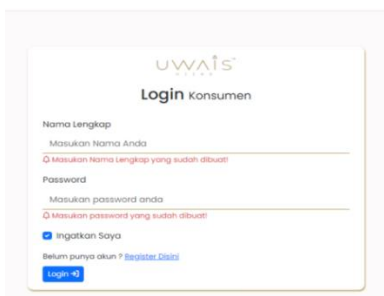 UWAIS
Login Konsumen
Nama Lengkap
Masukan Nama Anda
Masukan Nama Lengkap yang sudah dibuat!
Password
Masukan password anda
Masukan password yang sudah dibuat!
Ingatkan Saya
Belum punya akun ? Register Disini
Login